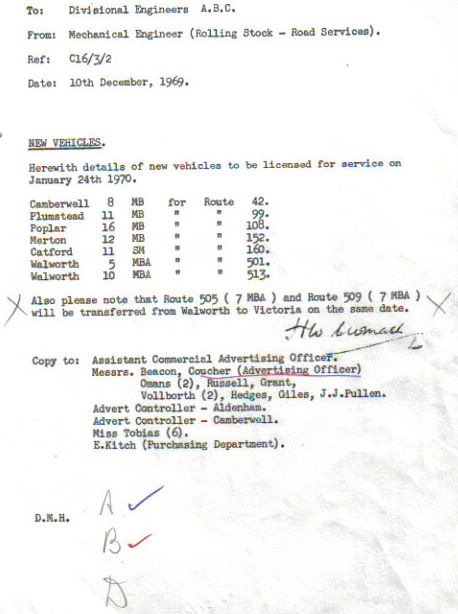 To: Divisional Engineers A.B.C.
From: Mechanical Engineer (Rolling Stock - Road Services).
Ref: C16/3/2
Date: 10th December, 1969.
NEW VEHICLES.
Herewith details of new vehicles to be licensed for service on
January 24th 1970.
Camberwell 8 MB for Route 42.
Plumstead 11 MB " " 99.
Poplar 16 MB " " 108.
Merton 12 MB " " 152.
Catford 11 SM " " 160.
Walworth 5 MBA " " 501.
Walworth 10 MBA " " 513.
X Also please note that Route 505 ( 7 MBA ) and Route 509 ( 7 MBA ) X
will be transferred from Walworth to Victoria on the same date.
Copy to: Assistant Commercial Advertising Officer.
Messrs. Beacon, Coucher (Advertising Officer)
Omans (2), Russell, Grant,
Vollborth (2), Hedges, Giles, J.J.Pullen.
Advert Controller - Aldenham.
Advert Controller - Camberwell.
Miss Tobias (6).
E.Kitch (Purchasing Department).
A ✓
D.M.H.
B ✓
D